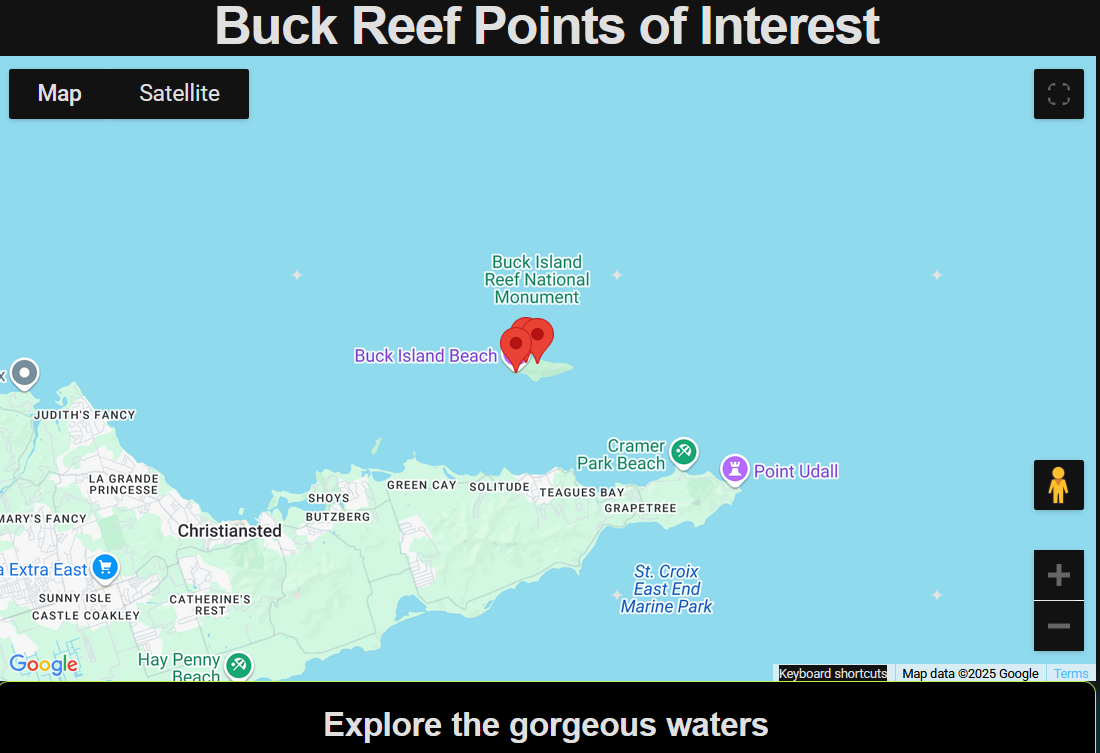 Buck Reef Points of Interest
Map
Satellite
Buck Island
Reef National
Monument
Buck Island Beach
x
JUDITH'S FANCY
Cramer
Park Beach
Point Udall
LA GRANDE
PRINCESSE
GREEN CAY
SOLITUDE
TEAGUES BAY
SHOYS
GRAPETREE
BUTZBERG
MARY'S FANCY
Christiansted
a Extra East
St. Croix
East End
Marine Park
SUNNY ISLE
CATHERINE'S
REST
CASTLE COAKLEY
Hay Penny
Beach
Google
Keyboard shortcuts
Map data ©2025 Google
Terms
Explore the gorgeous waters